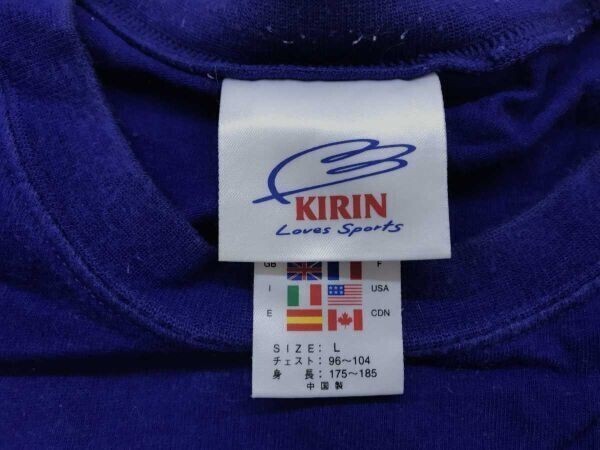 KIRIN
Loves Sports
GB F
I USA
E CDN
SIZE: L
チェスト: 96〜104
身 長: 175〜185
中国製